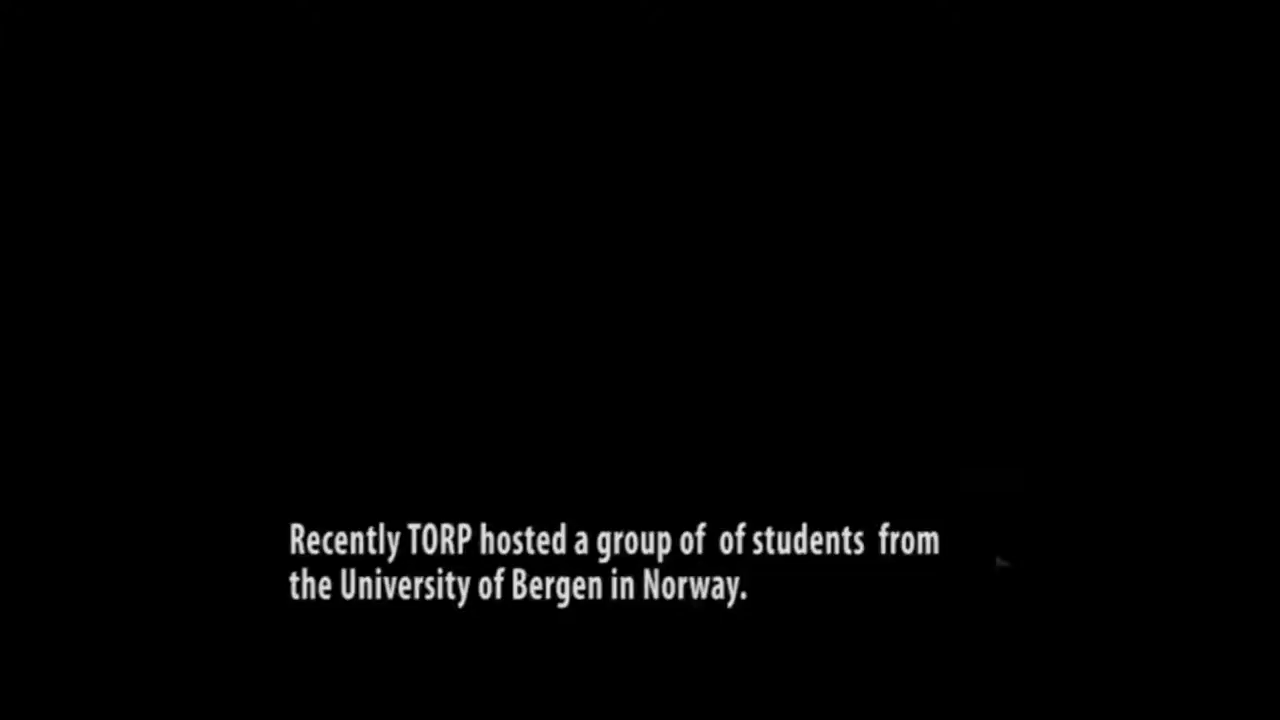 Recently TORP hosted a group of  of students  from
the University of Bergen in Norway.